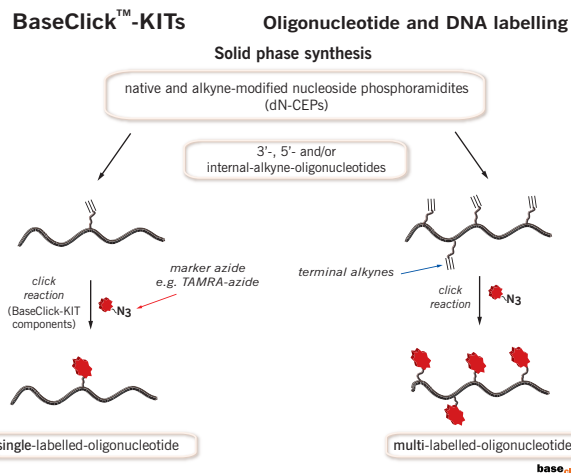 BaseClick™-KITs
Oligonucleotide and DNA labelling
Solid phase synthesis
native and alkyne-modified nucleoside phosphoramidites
(dN-CEPs)
3'-, 5'- and/or
internal-alkyne-oligonucleotides
click
reaction
(BaseClick-KIT
components)
marker azide
e.g. TAMRA-azide
N3
terminal alkynes
click
reaction
N3
single-labelled-oligonucleotide
multi-labelled-oligonucleotide